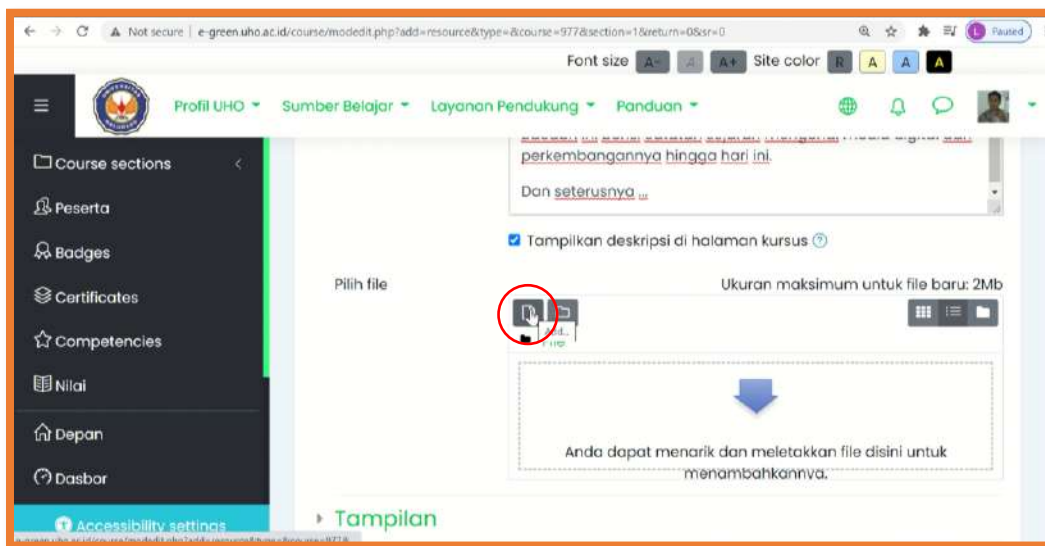 Not secure | e-green.uho.ac.id/course/modedit.php?add=resource&type=&course=977&section=1&return=0&sr=0
L Paused
Font size A- A A+ Site color R A A A
Profil UHO Sumber Belajar Layanan Pendukung Panduan
Course sections
Peserta
Badges
Certificates
Competencies
Nilai
Depan
Dasbor
Accessibility settings
perkembangannya hingga hari ini.
Dan seterusnya ...
Tampilkan deskripsi di halaman kursus
Pilih file
Ukuran maksimum untuk file baru: 2Mb
Add...
File
Anda dapat menarik dan meletakkan file disini untuk
menambahkannya.
Tampilan